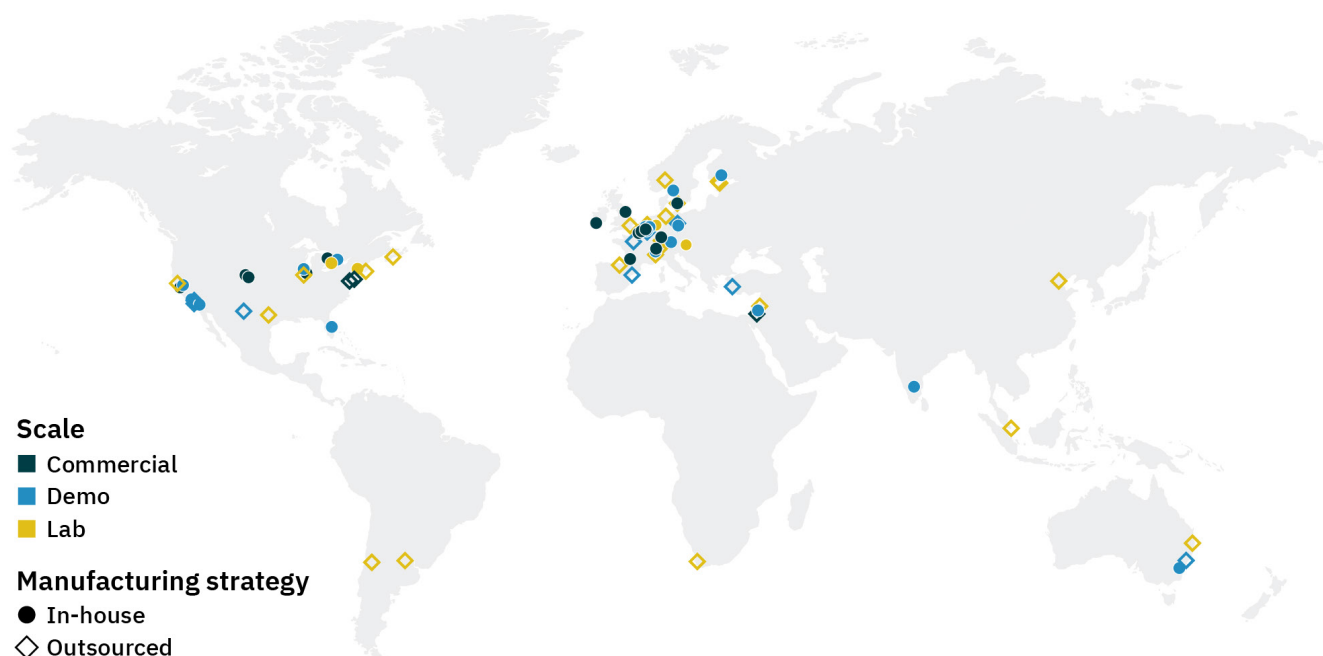 Scale
Commercial
Demo
Lab
Manufacturing strategy
In-house
Outsourced